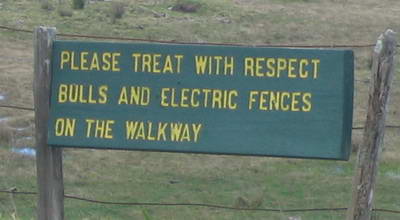 PLEASE TREAT WITH RESPECT
BULLS AND ELECTRIC FENCES
ON THE WALKWAY